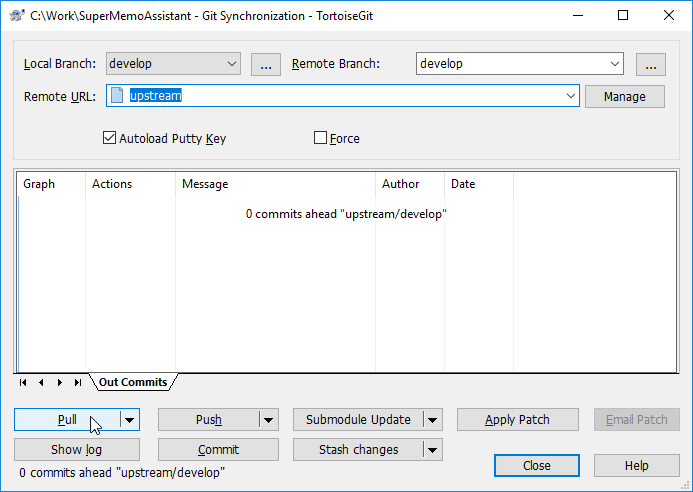 C:\Work\SuperMemoAssistant - Git Synchronization - TortoiseGit
Local Branch: develop ... Remote Branch: develop ...
Remote URL: upstream Manage
Autoload Putty Key Force
Graph Actions Message Author Date
0 commits ahead "upstream/develop"
Out Commits
Pull Push Submodule Update Apply Patch Email Patch
Show log Commit Stash changes
Close Help
0 commits ahead "upstream/develop"